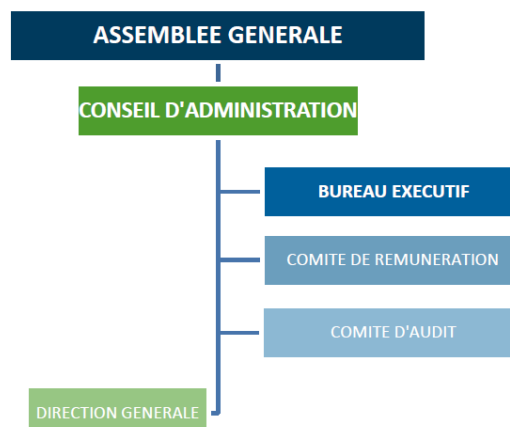 ASSEMBLEE GENERALE
CONSEIL D'ADMINISTRATION
BUREAU EXECUTIF
COMITE DE REMUNERATION
COMITE D'AUDIT
DIRECTION GENERALE